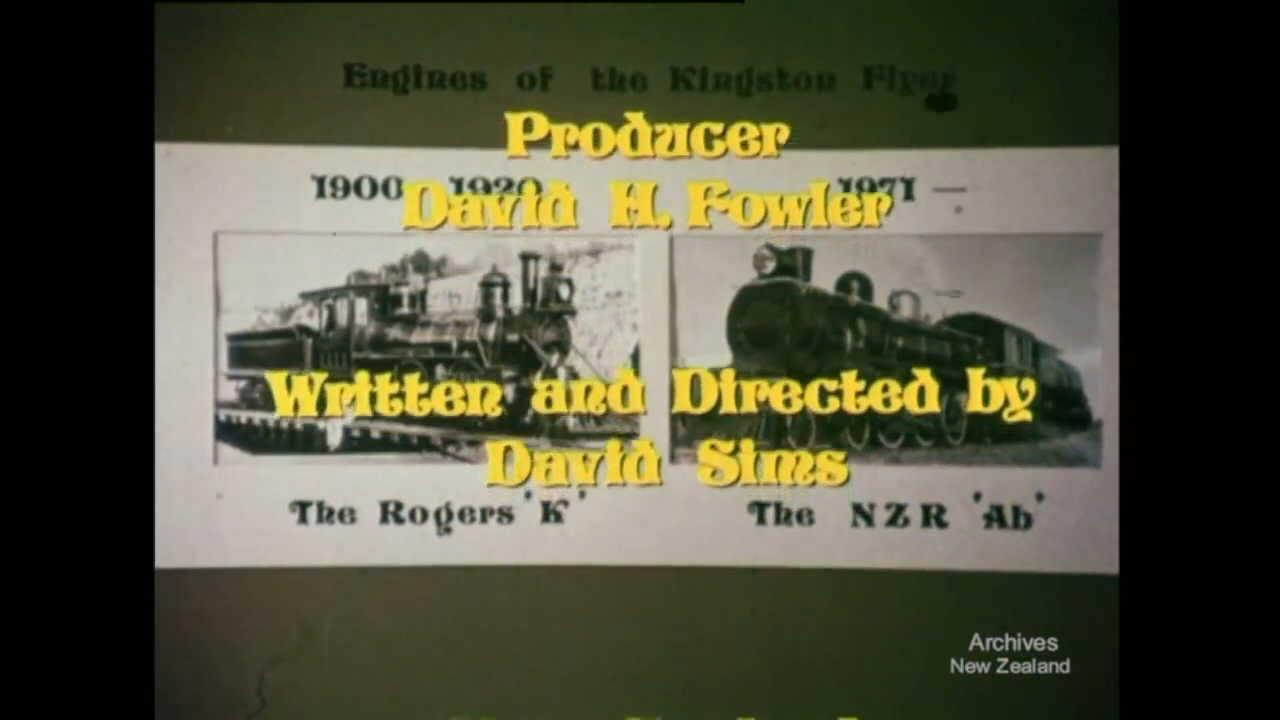 Engines of the Kingston Flyer
Producer
1900 1920 1971 —
David H. Fowler
Written and Directed by
David Sims
The Rogers 'K' The NZR 'Ab'
Archives
New Zealand